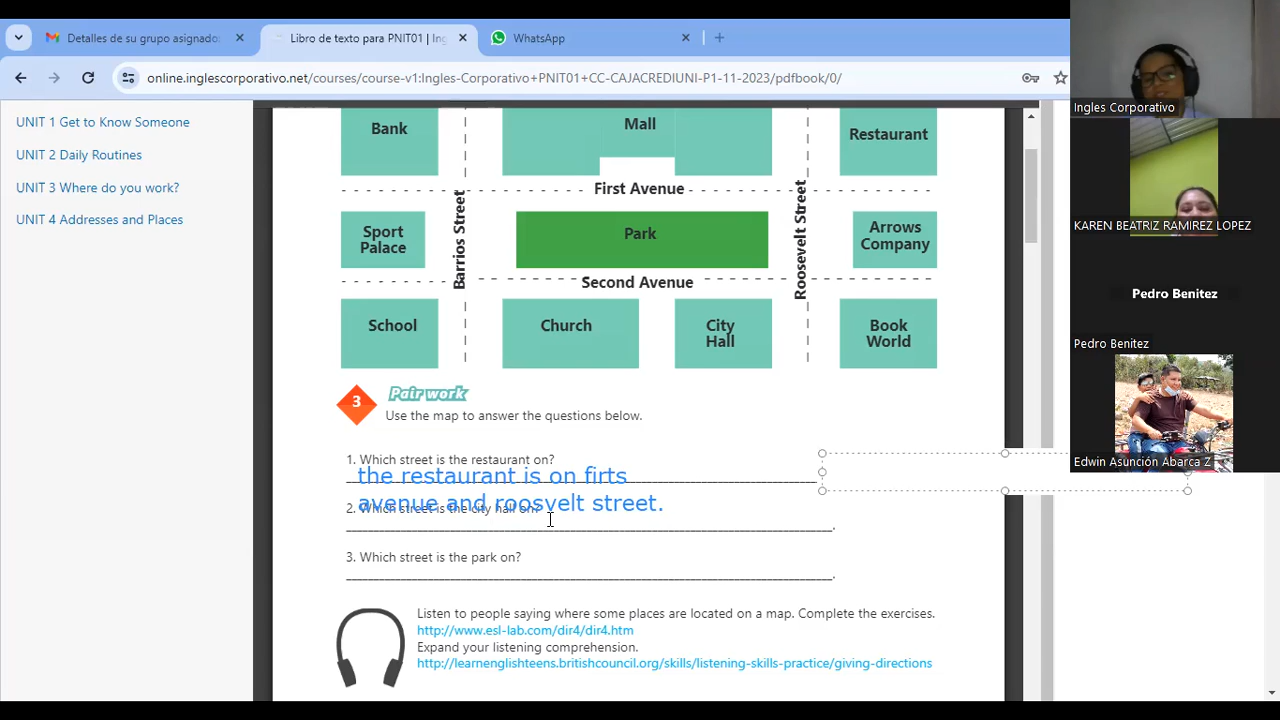 Detalles de su grupo asignado
Libro de texto para PNIT01 | Ing
WhatsApp
online.inglescorporativo.net/courses/course-v1:Ingles-Corporativo+PNIT01+CC-CAJACREDIUNI-P1-11-2023/pdfbook/0/
UNIT 1 Get to Know Someone
UNIT 2 Daily Routines
UNIT 3 Where do you work?
UNIT 4 Addresses and Places
Bank
Mall
Restaurant
First Avenue
Barrios Street
Roosevelt Street
Sport
Palace
Park
Arrows
Company
Second Avenue
School
Church
City
Hall
Book
World
3
Pair work
Use the map to answer the questions below.
1. Which street is the restaurant on?
the restaurant is on firts
avenue and roosvelt street.
2. Which street is the city hall on?
3. Which street is the park on?
Listen to people saying where some places are located on a map. Complete the exercises.
http://www.esl-lab.com/dir4/dir4.htm
Expand your listening comprehension.
http://learnenglishteens.britishcouncil.org/skills/listening-skills-practice/giving-directions
Ingles Corporativo
KAREN BEATRIZ RAMIREZ LOPEZ
Pedro Benitez
Pedro Benitez
Edwin Asunción Abarca Z